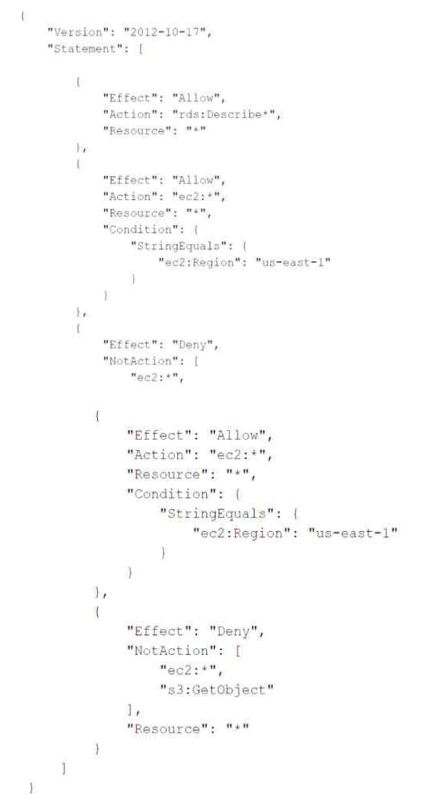 {
"Version": "2012-10-17",
"Statement": [
{
"Effect": "Allow",
"Action": "rds:Describe*",
"Resource": "*"
},
{
"Effect": "Allow",
"Action": "ec2:*",
"Resource": "*",
"Condition": {
"StringEquals": {
"ec2:Region": "us-east-1"
}
}
},
{
"Effect": "Deny",
"NotAction": [
"ec2:*",
{
"Effect": "Allow",
"Action": "ec2:*",
"Resource": "*",
"Condition": {
"StringEquals": {
"ec2:Region": "us-east-1"
}
}
},
{
"Effect": "Deny",
"NotAction": [
"ec2:*",
"s3:GetObject"
],
"Resource": "*"
}
]
}